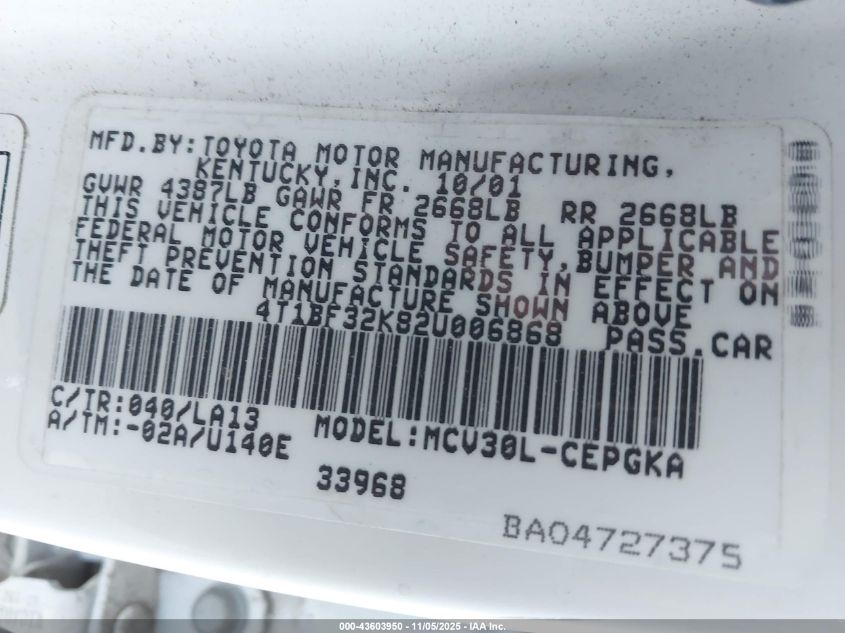 MFD.BY:TOYOTA MOTOR MANUFACTURING,
KENTUCKY,INC. 10/01
GVWR 4387LB GAWR FR 2668LB RR 2668LB
THIS VEHICLE CONFORMS TO ALL APPLICABLE
FEDERAL MOTOR VEHICLE SAFETY,BUMPER AND
THEFT PREVENTION STANDARDS IN EFFECT ON
THE DATE OF MANUFACTURE SHOWN ABOVE
4T1BF32K82U006868 PASS.CAR
C/TR:040/LA13
A/TM:-02A/U140E MODEL:MCV30L-CEPGKA
33968
BA04727375
000-43603950 - 11/05/2025 - IAA Inc.